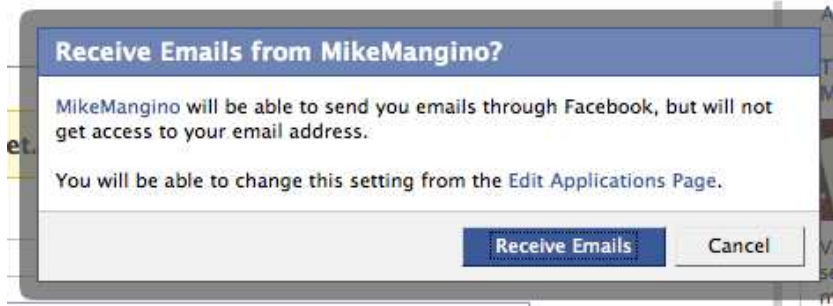 Receive Emails from MikeMangino?
MikeMangino will be able to send you emails through Facebook, but will not
get access to your email address.
et.
You will be able to change this setting from the Edit Applications Page.
Receive Emails
Cancel